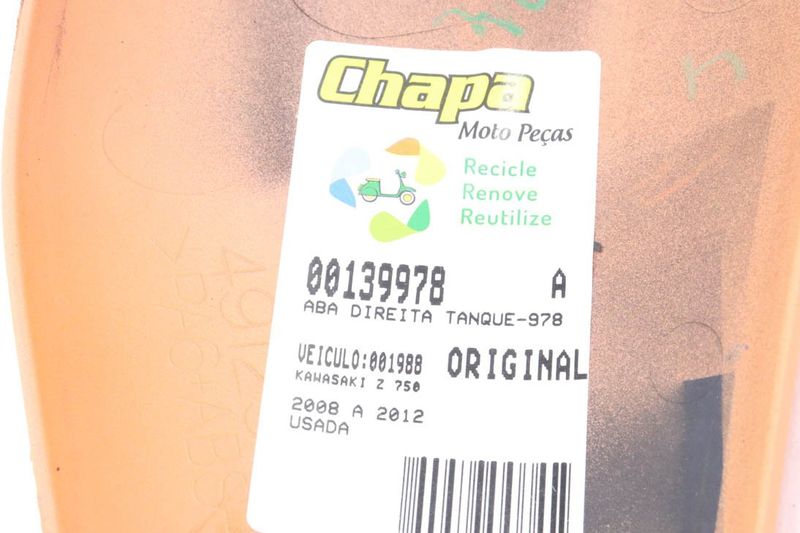 Chapa
Moto Peças
Recicle
Renove
Reutilize
00139978 A
ABA DIREITA TANQUE-978
VEICULO:001988 ORIGINAL
KAWASAKI Z 750
2008 A 2012
USADA